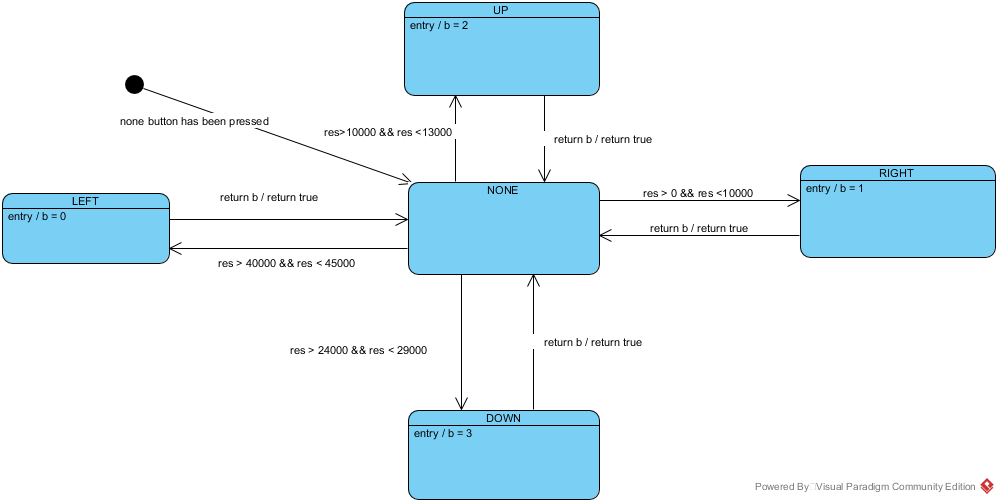 UP
entry / b = 2
none button has been pressed
res>10000 && res <13000
return b / return true
NONE
RIGHT
entry / b = 1
res > 0 && res <10000
return b / return true
LEFT
entry / b = 0
return b / return true
res > 40000 && res < 45000
res > 24000 && res < 29000
return b / return true
DOWN
entry / b = 3
Powered By Visual Paradigm Community Edition